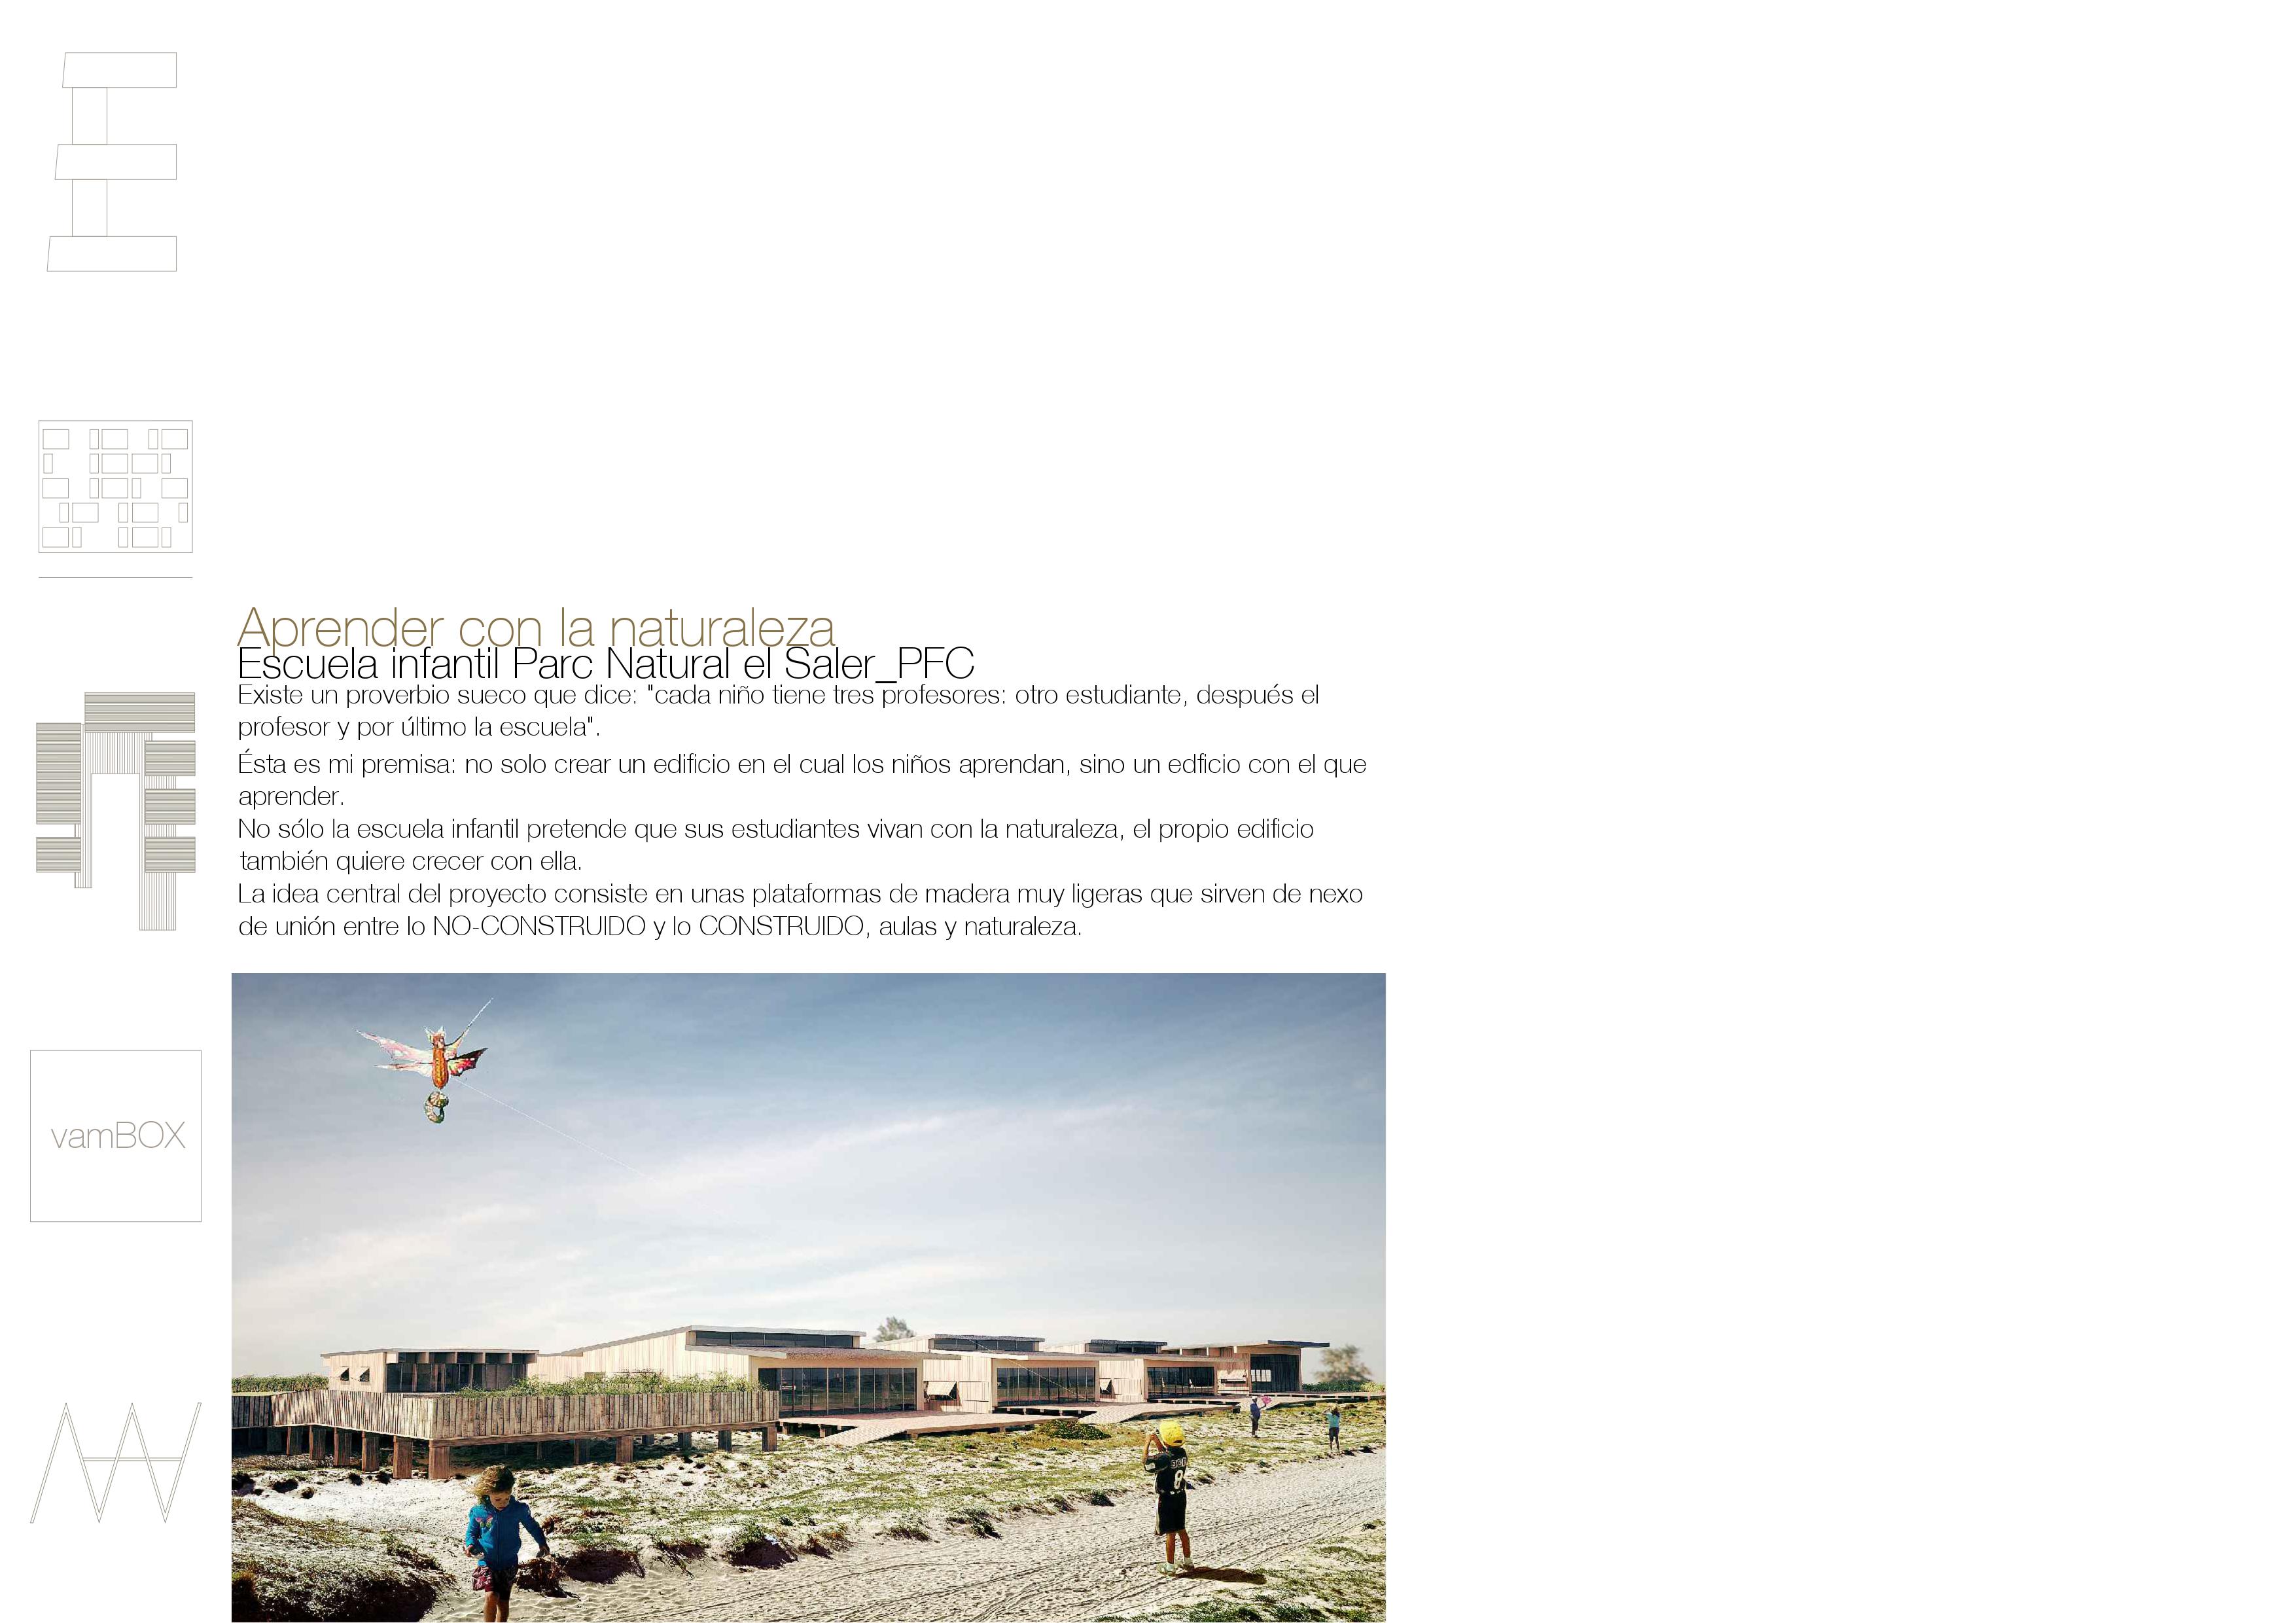 Aprender con la naturaleza
Escuela infantil Parc Natural el Saler_PFC
Existe un proverbio sueco que dice: "cada niño tiene tres profesores: otro estudiante, después el
profesor y por último la escuela".
Ésta es mi premisa: no solo crear un edificio en el cual los niños aprendan, sino un edficio con el que
aprender.
No sólo la escuela infantil pretende que sus estudiantes vivan con la naturaleza, el propio edificio
también quiere crecer con ella.
La idea central del proyecto consiste en unas plataformas de madera muy ligeras que sirven de nexo
de unión entre lo NO-CONSTRUIDO y lo CONSTRUIDO, aulas y naturaleza.
vamBOX
8